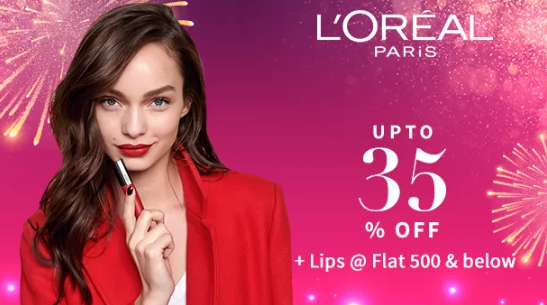 L'ORÉAL
PARiS
UPTO
35
% OFF
+ Lips @ Flat 500 & below